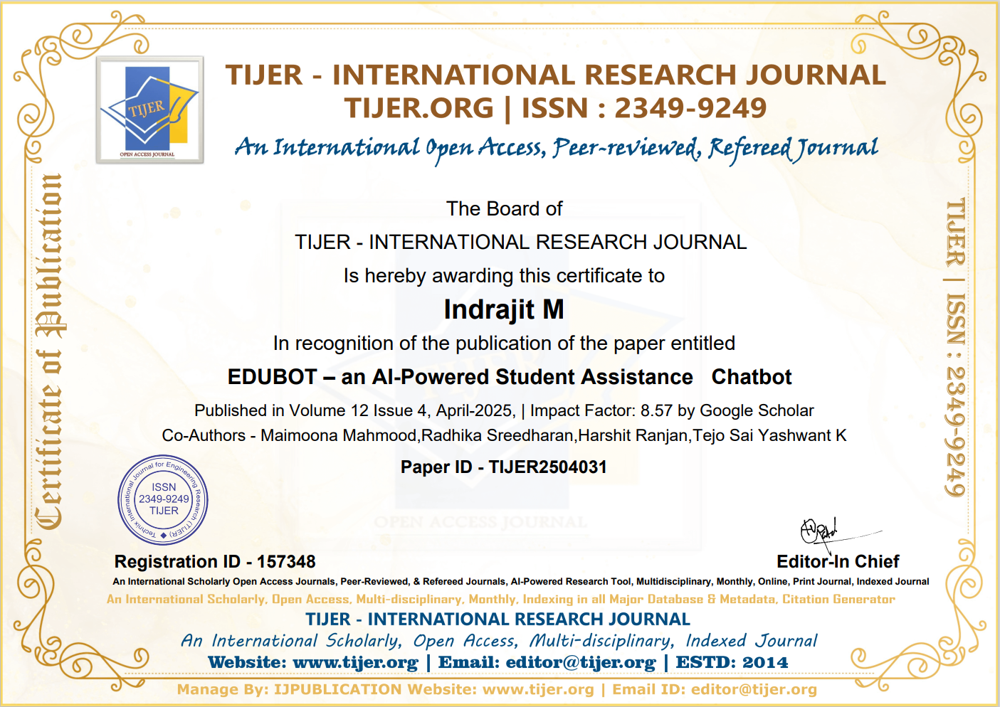 TIJER - INTERNATIONAL RESEARCH JOURNAL
TIJER.ORG | ISSN : 2349-9249
An International Open Access, Peer-reviewed, Refereed Journal
TIJER
OPEN ACCESS JOURNAL
Certificate of Publication
TIJER | ISSN : 2349-9249
The Board of
TIJER - INTERNATIONAL RESEARCH JOURNAL
Is hereby awarding this certificate to
Indrajit M
In recognition of the publication of the paper entitled
EDUBOT – an AI-Powered Student Assistance Chatbot
Published in Volume 12 Issue 4, April-2025, | Impact Factor: 8.57 by Google Scholar
Co-Authors - Maimoona Mahmood,Radhika Sreedharan,Harshit Ranjan,Tejo Sai Yashwant K
Paper ID - TIJER2504031
TIJER
OPEN ACCESS JOURNAL
Technix International Journal for Engineering Research (TIJER)
ISSN
2349-9249
TIJER
Registration ID - 157348
Editor-In Chief
An International Scholarly Open Access Journals, Peer-Reviewed, & Refereed Journals, AI-Powered Research Tool, Multidisciplinary, Monthly, Online, Print Journal, Indexed Journal
An International Scholarly, Open Access, Multi-disciplinary, Monthly, Indexing in all Major Database & Metadata, Citation Generator
TIJER - INTERNATIONAL RESEARCH JOURNAL
An International Scholarly, Open Access, Multi-disciplinary, Indexed Journal
Website: www.tijer.org | Email: editor@tijer.org | ESTD: 2014
Manage By: IJPUBLICATION Website: www.tijer.org | Email ID: editor@tijer.org